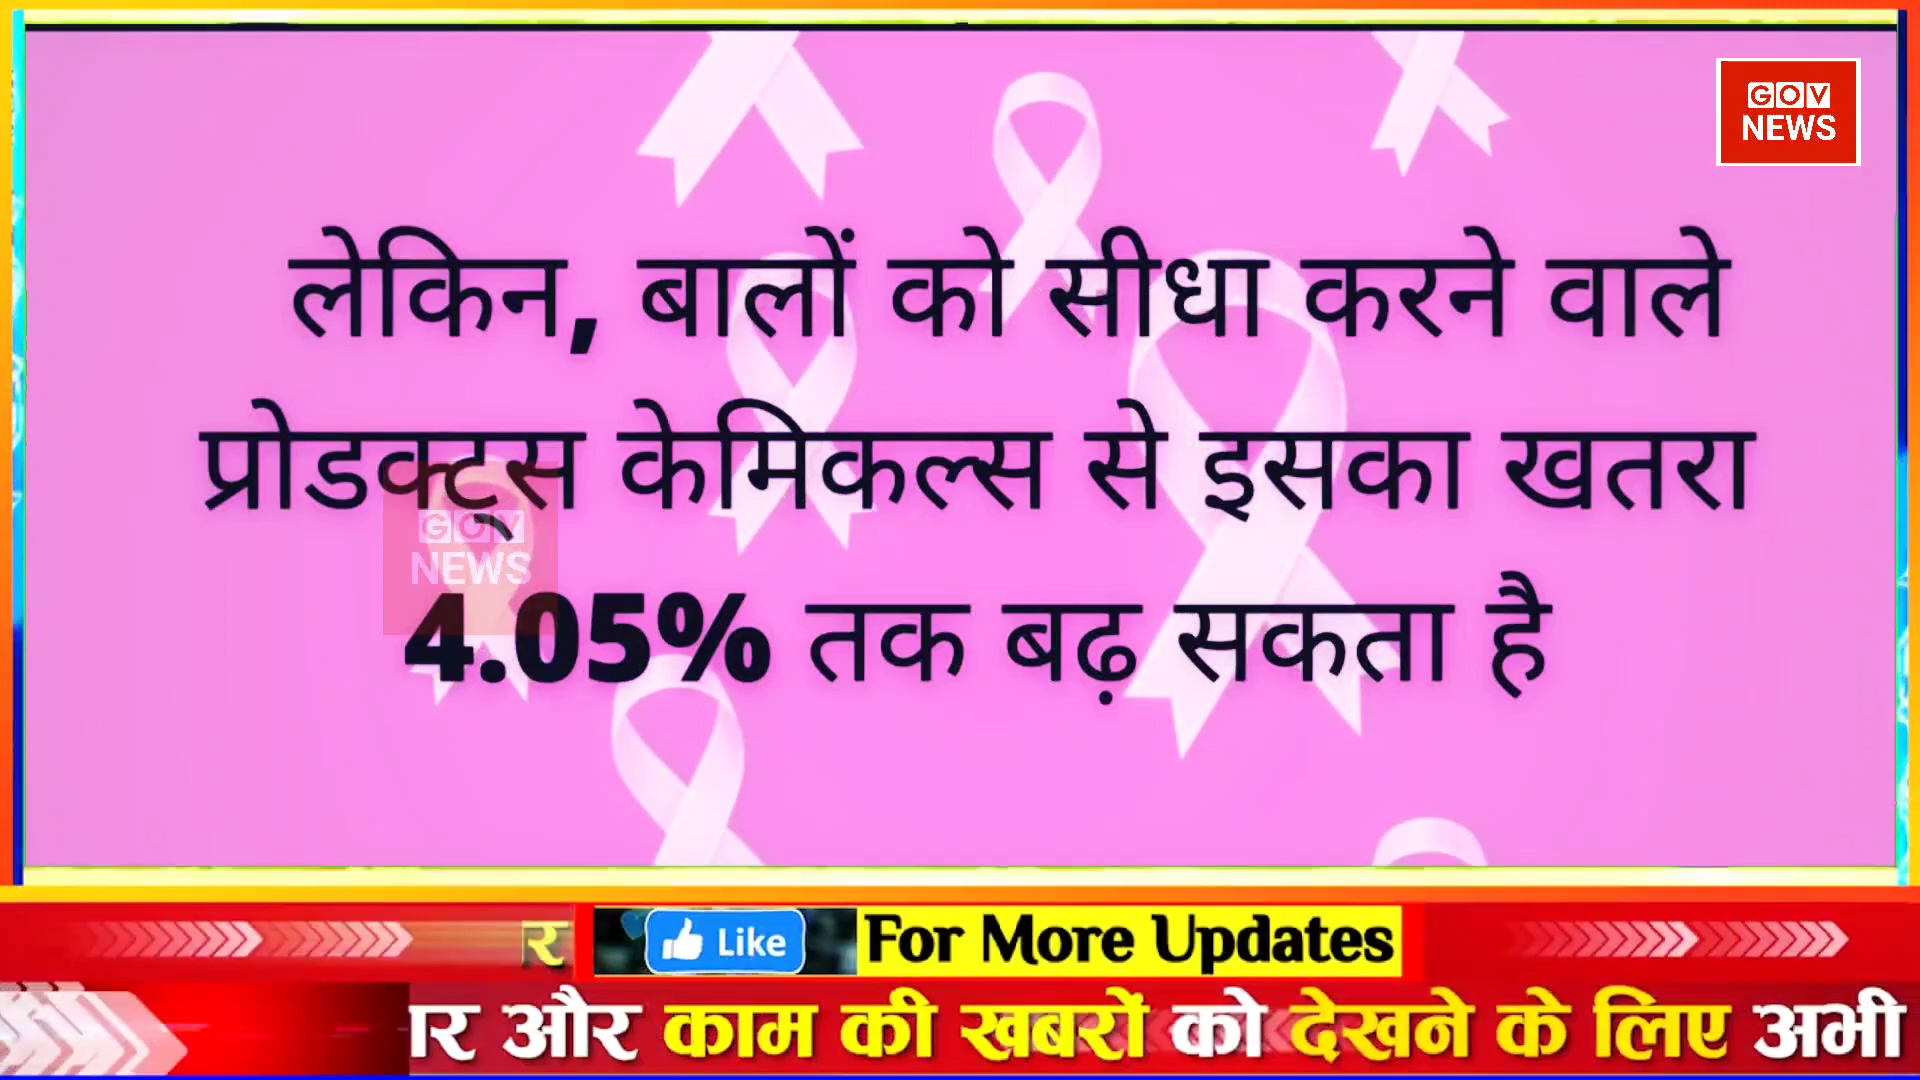 GOV
NEWS
लेकिन, बालों को सीधा करने वाले
प्रोडक्ट्स केमिकल्स से इसका खतरा
GOV
NEWS
4.05% तक बढ़ सकता है
र
Like
For More Updates
ार और काम की खबरों को देखने के लिए अभी